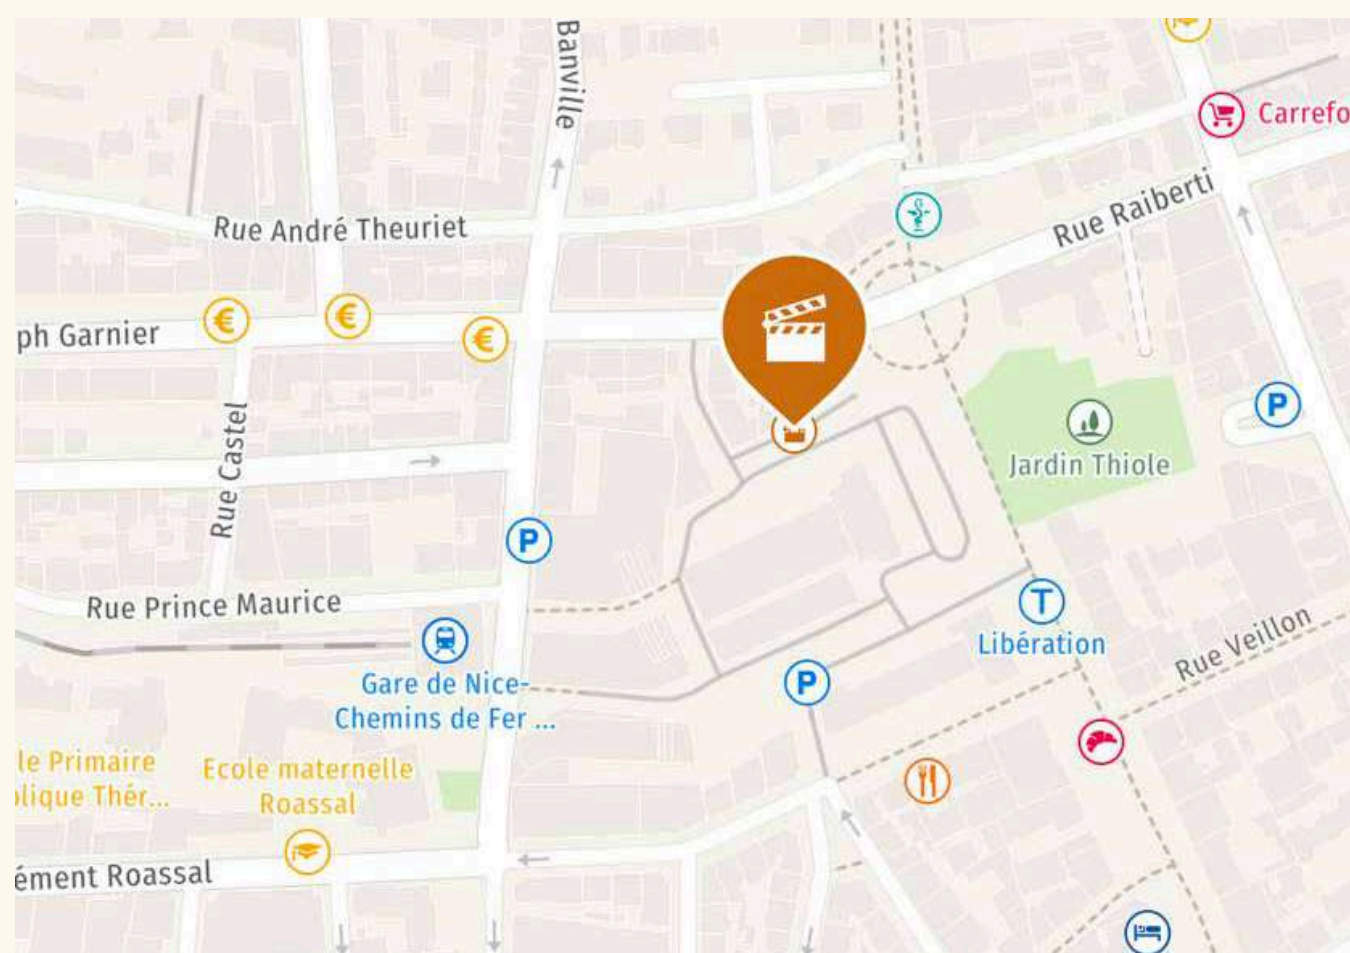 Banville
Carrefo
Rue Raiberti
Rue André Theuriet
ph Garnier
€
€
€
Rue Castel
P
Jardin Thiole
P
Rue Prince Maurice
T
Libération
Rue Veillon
Gare de Nice-
Chemins de Fer ...
P
le Primaire
olique Thér...
Ecole maternelle
Roassal
ément Roassal